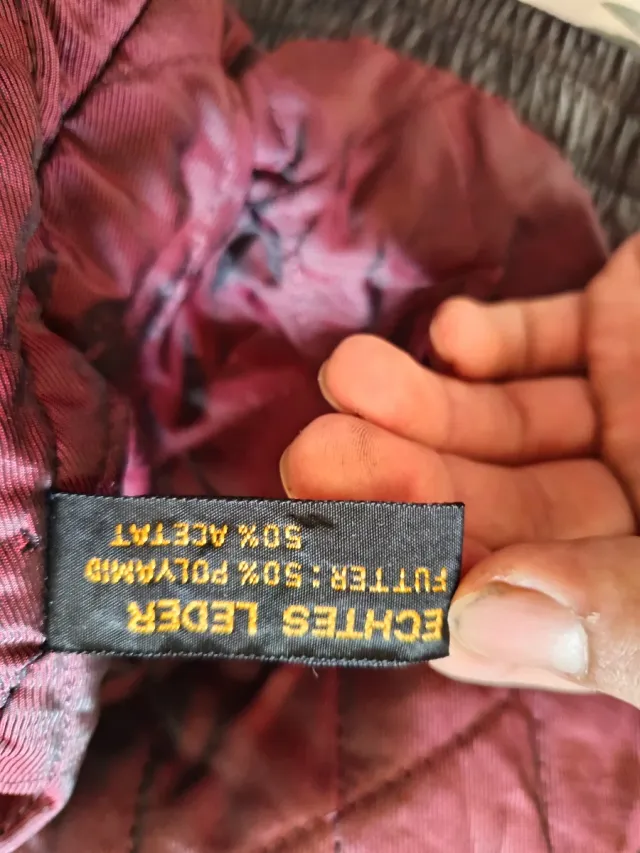 ECHTES LEDER
FUTTER: 50% POLYAMID
50% ACETAT